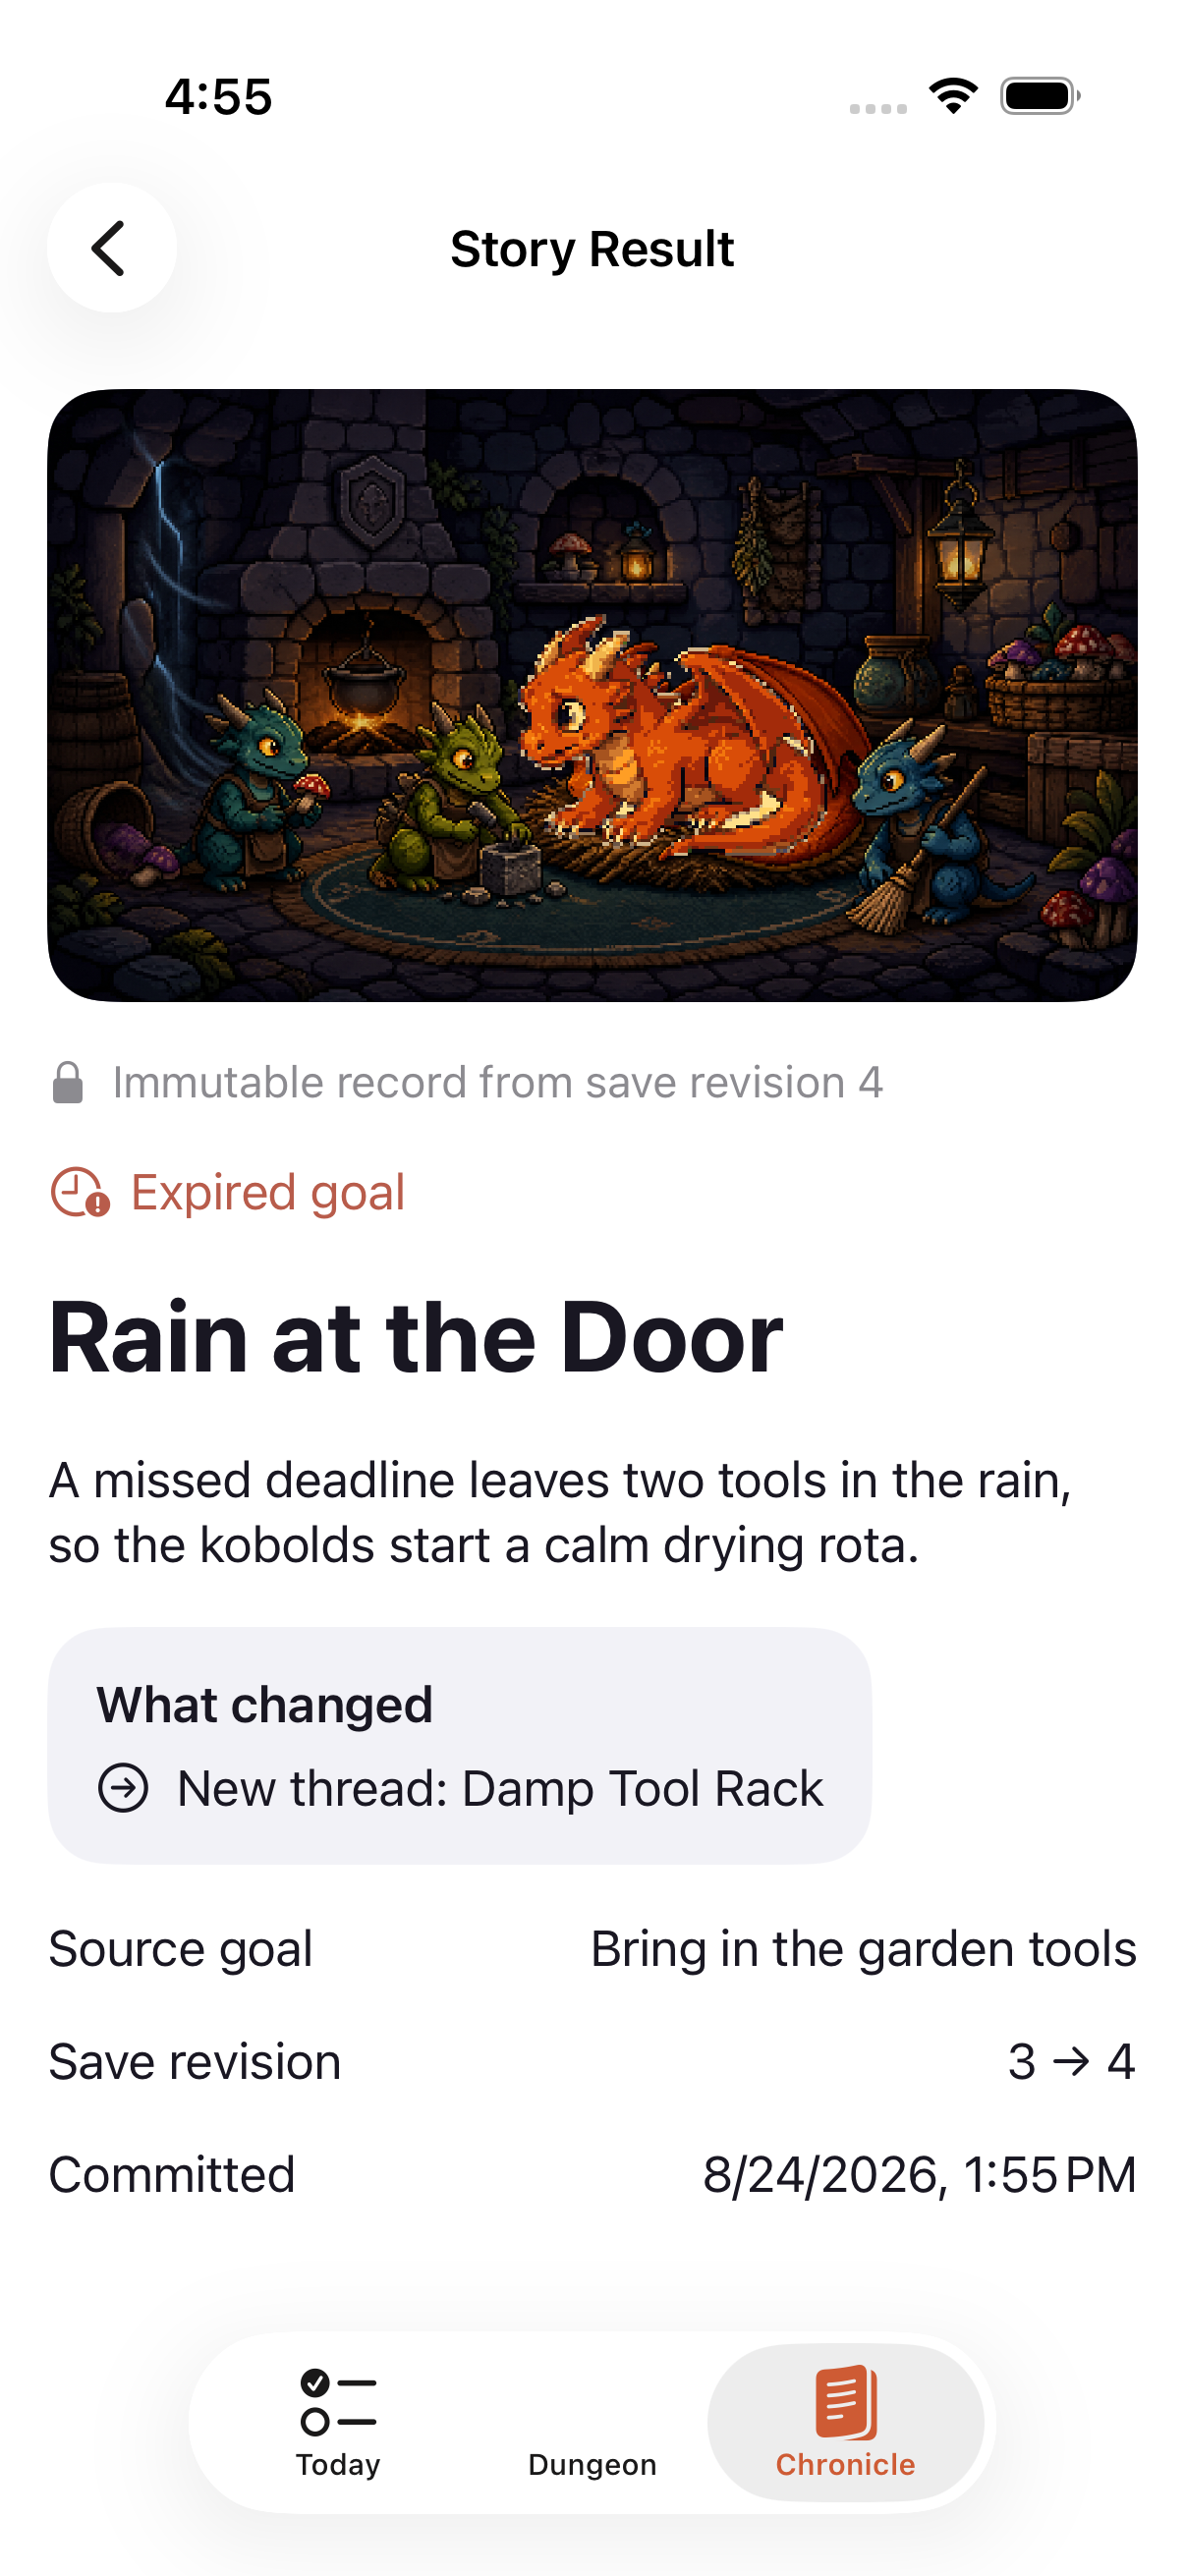 4:55
Story Result
Immutable record from save revision 4
Expired goal
Rain at the Door
A missed deadline leaves two tools in the rain,
so the kobolds start a calm drying rota.
What changed
New thread: Damp Tool Rack
Source goal Bring in the garden tools
Save revision 3 → 4
Committed 8/24/2026, 1:55 PM
Today Dungeon Chronicle